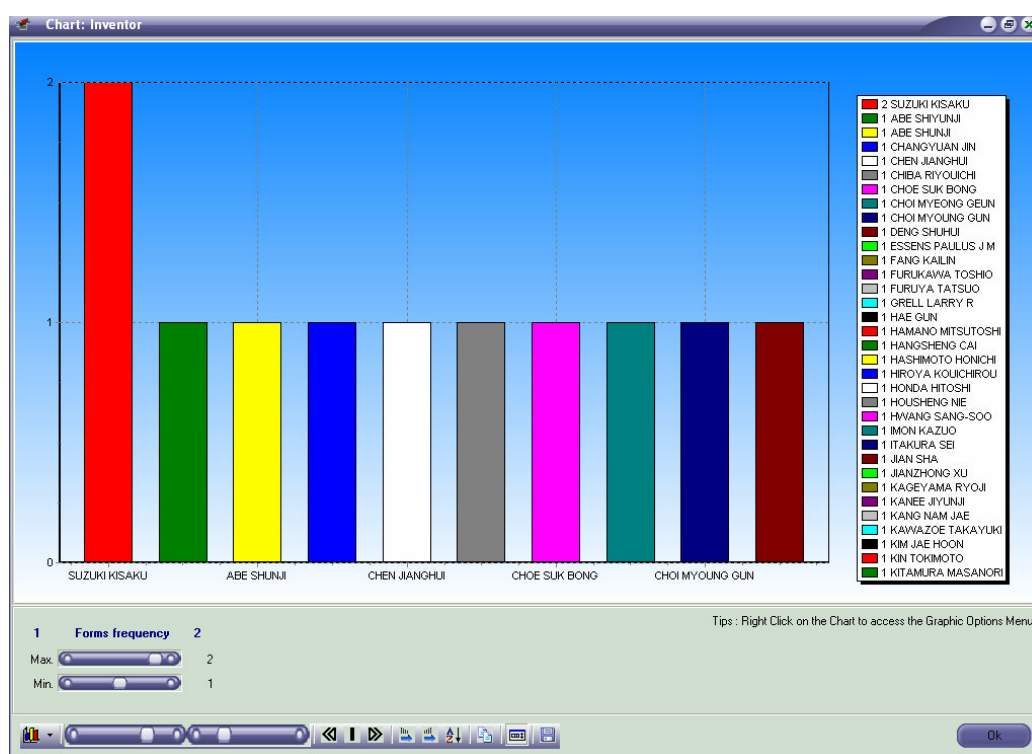 Chart: Inventor
2
1
0
SUZUKI KISAKU
ABE SHUNJI
CHEN JIANGHUI
CHOE SUK BONG
CHOI MYOUNG GUN
2 SUZUKI KISAKU
1 ABE SHIYUNJI
1 ABE SHUNJI
1 CHANGYUAN JIN
1 CHEN JIANGHUI
1 CHIBA RIYOUICHI
1 CHOE SUK BONG
1 CHOI MYEONG GEUN
1 CHOI MYOUNG GUN
1 DENG SHUHUI
1 ESSENS PAULUS J M
1 FANG KAILIN
1 FURUKAWA TOSHIO
1 FURUYA TATSUO
1 GRELL LARRY R
1 HAE GUN
1 HAMANO MITSUTOSHI
1 HANGSHENG CAI
1 HASHIMOTO HONICHI
1 HIROYA KOUICHIROU
1 HONDA HITOSHI
1 HOUSHENG NIE
1 HWANG SANG-SOO
1 IMON KAZUO
1 ITAKURA SEI
1 JIAN SHA
1 JIANZHONG XU
1 KAGEYAMA RYOJI
1 KANEE JIYUNJI
1 KANG NAM JAE
1 KAWAZOE TAKAYUKI
1 KIM JAE HOON
1 KIN TOKIMOTO
1 KITAMURA MASANORI
Tips : Right Click on the Chart to access the Graphic Options Menu
1 Forms frequency 2
Max. 2
Min. 1
Ok